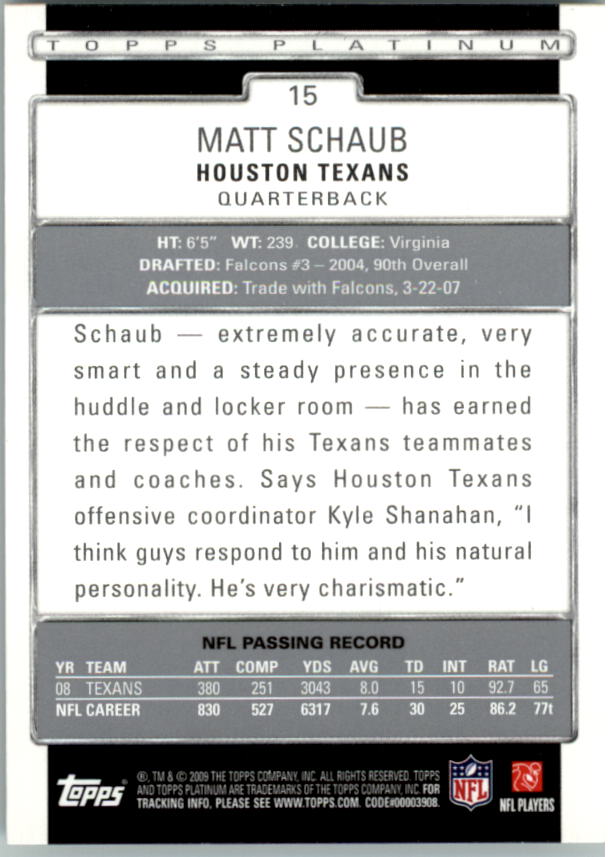 TOPPS PLATINUM
15
MATT SCHAUB
HOUSTON TEXANS
QUARTERBACK
HT: 6'5" WT: 239 COLLEGE: Virginia
DRAFTED: Falcons #3 – 2004, 90th Overall
ACQUIRED: Trade with Falcons, 3-22-07
Schaub — extremely accurate, very
smart and a steady presence in the
huddle and locker room — has earned
the respect of his Texans teammates
and coaches. Says Houston Texans
offensive coordinator Kyle Shanahan, “I
think guys respond to him and his natural
personality. He’s very charismatic.”
NFL PASSING RECORD
YR TEAM ATT COMP YDS AVG TD INT RAT LG
08 TEXANS 380 251 3043 8.0 15 10 92.7 65
NFL CAREER 830 527 6317 7.6 30 25 86.2 77t
Topps®
®, TM & © 2009 THE TOPPS COMPANY, INC. ALL RIGHTS RESERVED. TOPPS
AND TOPPS PLATINUM ARE TRADEMARKS OF THE TOPPS COMPANY, INC. FOR
TRACKING INFO, PLEASE SEE WWW.TOPPS.COM. CODE#00003908.
NFL
NFL PLAYERS